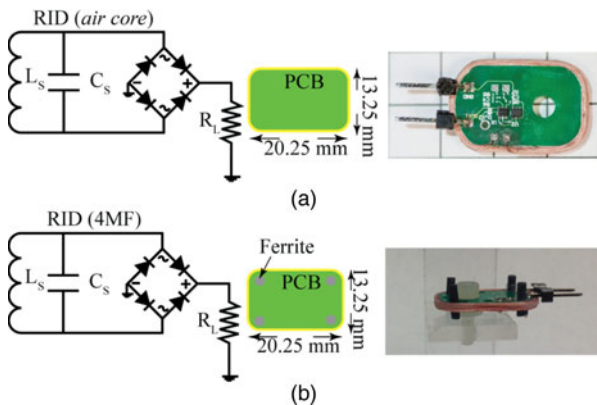 RID (air core)
L_S
C_S
~
~
−
+
R_L
PCB
13.25 mm
20.25 mm
(a)
RID (4MF)
L_S
C_S
~
~
−
+
R_L
Ferrite
PCB
13.25 mm
20.25 mm
(b)